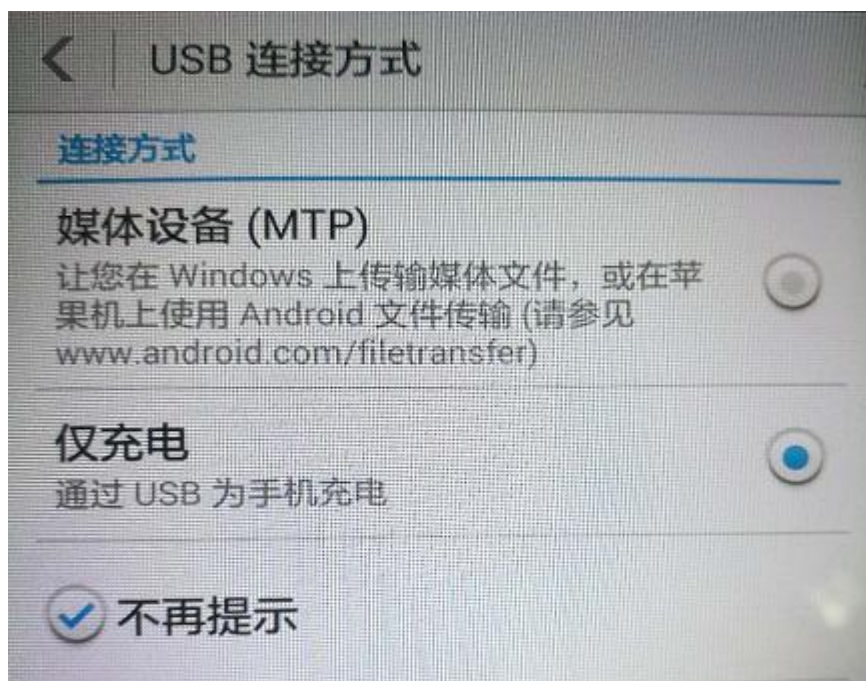 USB 连接方式
连接方式
媒体设备 (MTP)
让您在 Windows 上传输媒体文件，或在苹
果机上使用 Android 文件传输 (请参见
www.android.com/filetransfer)
仅充电
通过 USB 为手机充电
不再提示